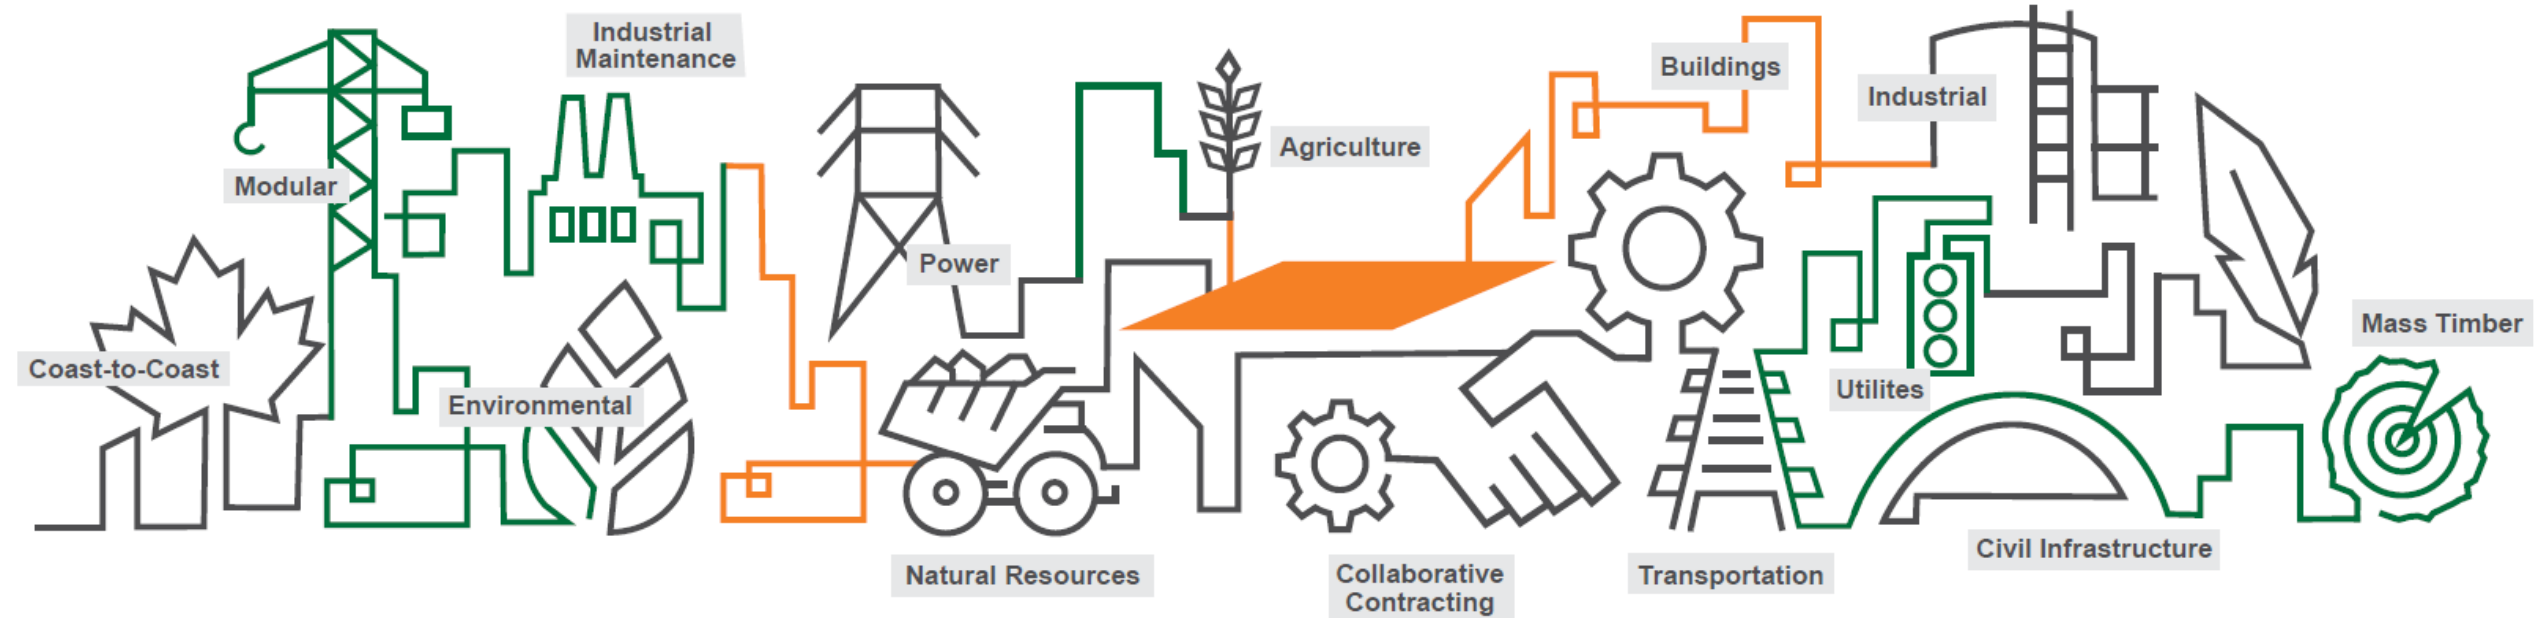 Industrial
Maintenance
Buildings
Industrial
Agriculture
Modular
Power
Mass Timber
Coast-to-Coast
Utilites
Environmental
Civil Infrastructure
Natural Resources
Collaborative
Contracting
Transportation